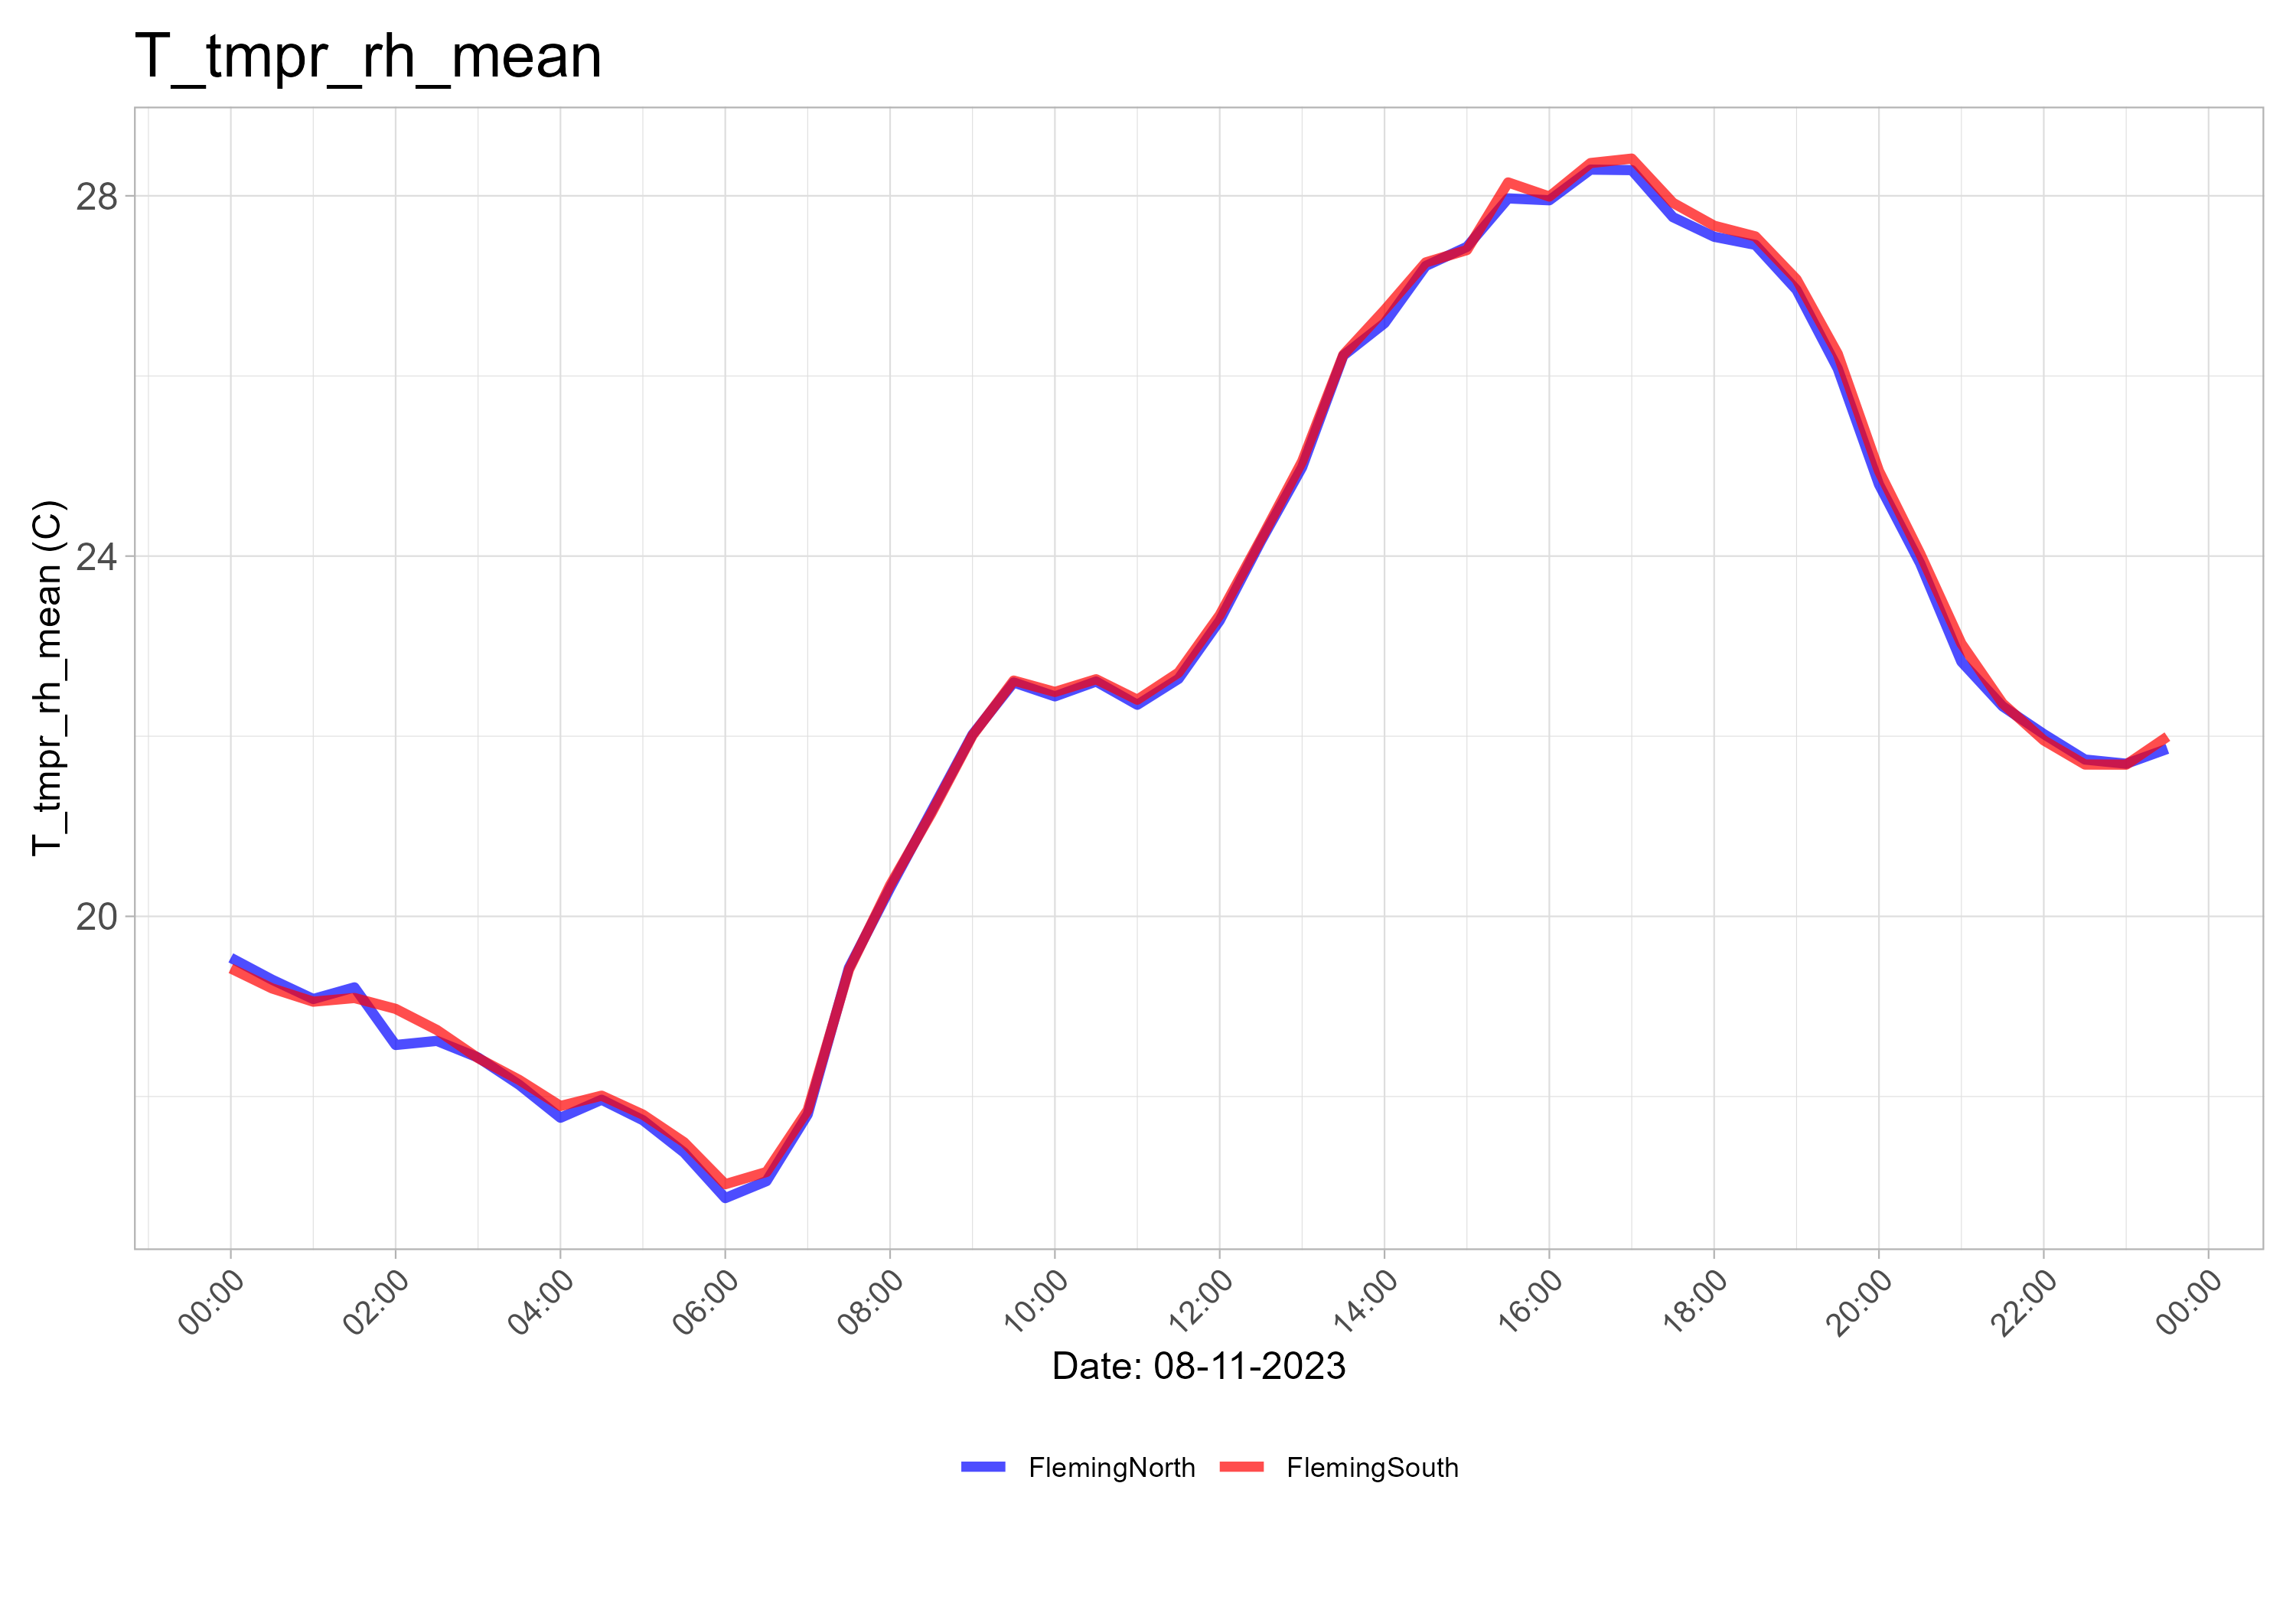 T_tmpr_rh_mean
T_tmpr_rh_mean (C)
28
24
20
00:00 02:00 04:00 06:00 08:00 10:00 12:00 14:00 16:00 18:00 20:00 22:00 00:00
Date: 08-11-2023
FlemingNorth FlemingSouth